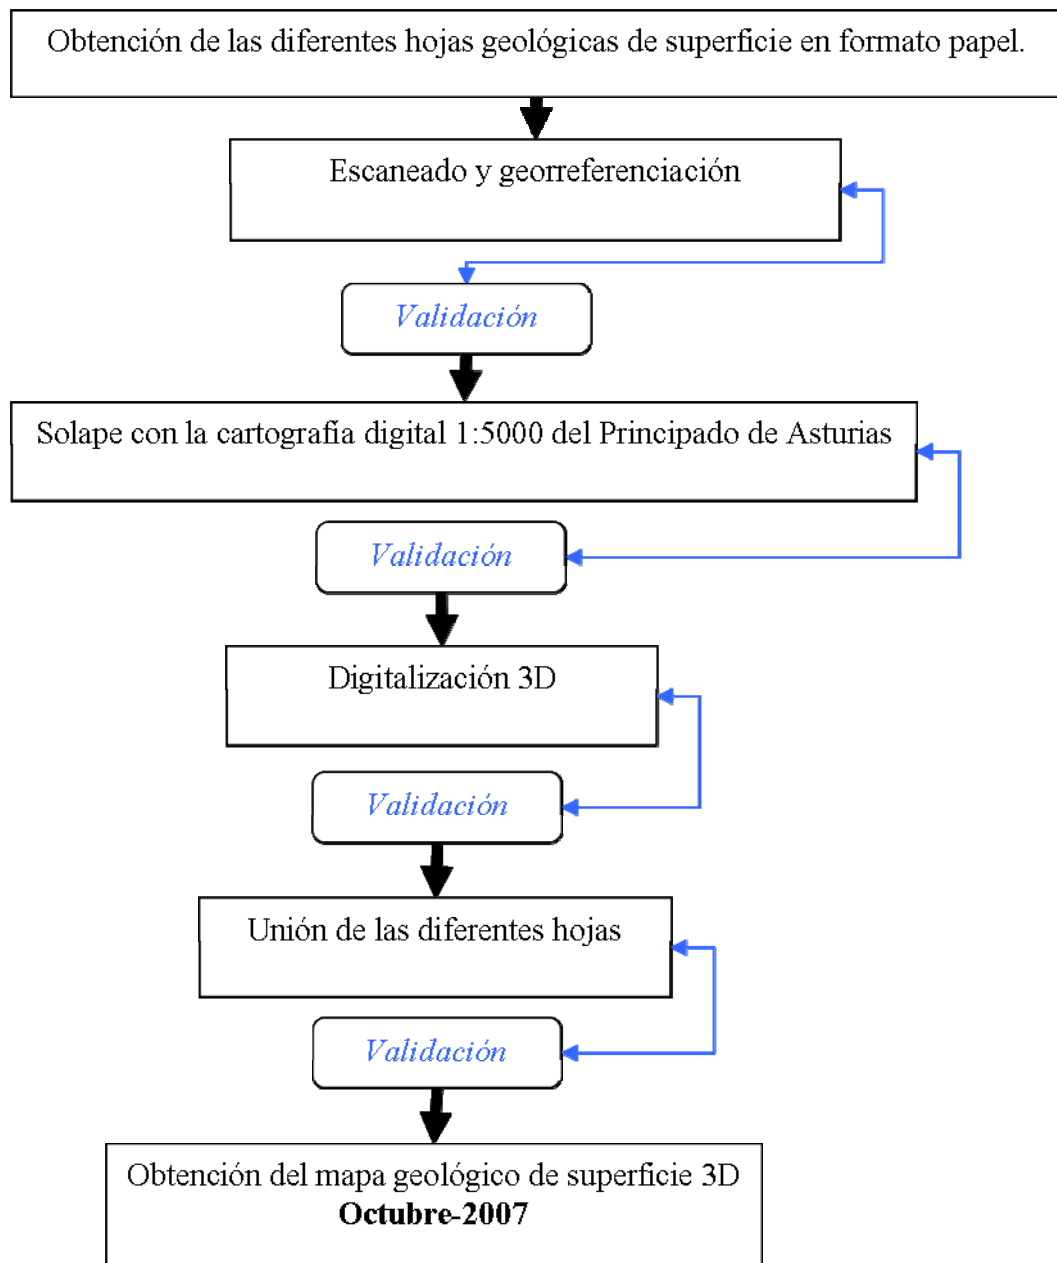 Obtención de las diferentes hojas geológicas de superficie en formato papel.
Escaneado y georreferenciación
Validación
Solape con la cartografía digital 1:5000 del Principado de Asturias
Validación
Digitalización 3D
Validación
Unión de las diferentes hojas
Validación
Obtención del mapa geológico de superficie 3D
Octubre-2007